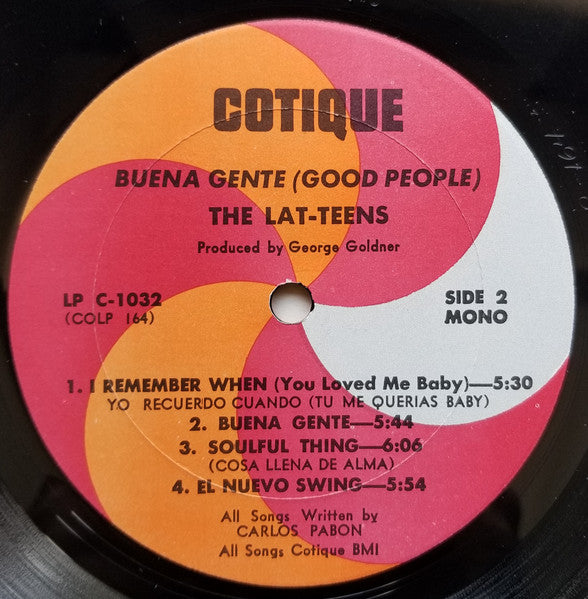 COTIQUE
BUENA GENTE (GOOD PEOPLE)
THE LAT-TEENS
Produced by George Goldner
LP C-1032
(COLP 164)
SIDE 2
MONO
1. I REMEMBER WHEN (You Loved Me Baby)—5:30
YO RECUERDO CUANDO (TU ME QUERIAS BABY)
2. BUENA GENTE—5:44
3. SOULFUL THING—6:06
(COSA LLENA DE ALMA)
4. EL NUEVO SWING—5:54
All Songs Written by
CARLOS PABON
All Songs Cotique BMI